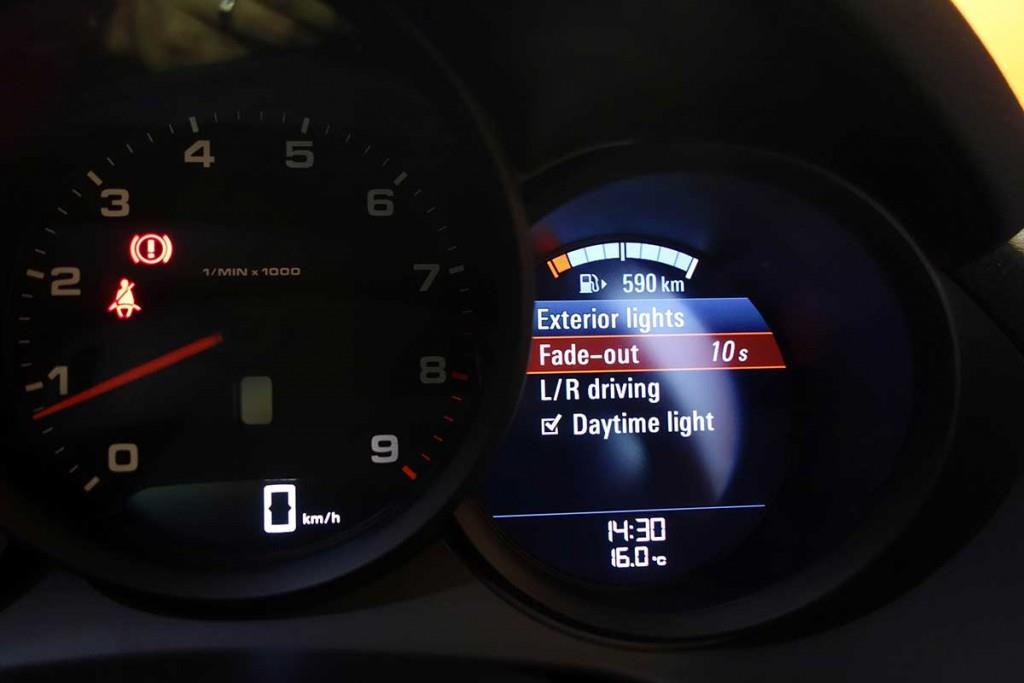 4 5
3 6
1/MIN x 1000
2 7
1 8
0 9
0 km/h
590 km
Exterior lights
Fade-out 10 s
L/R driving
Daytime light
14:30
16.0 °C